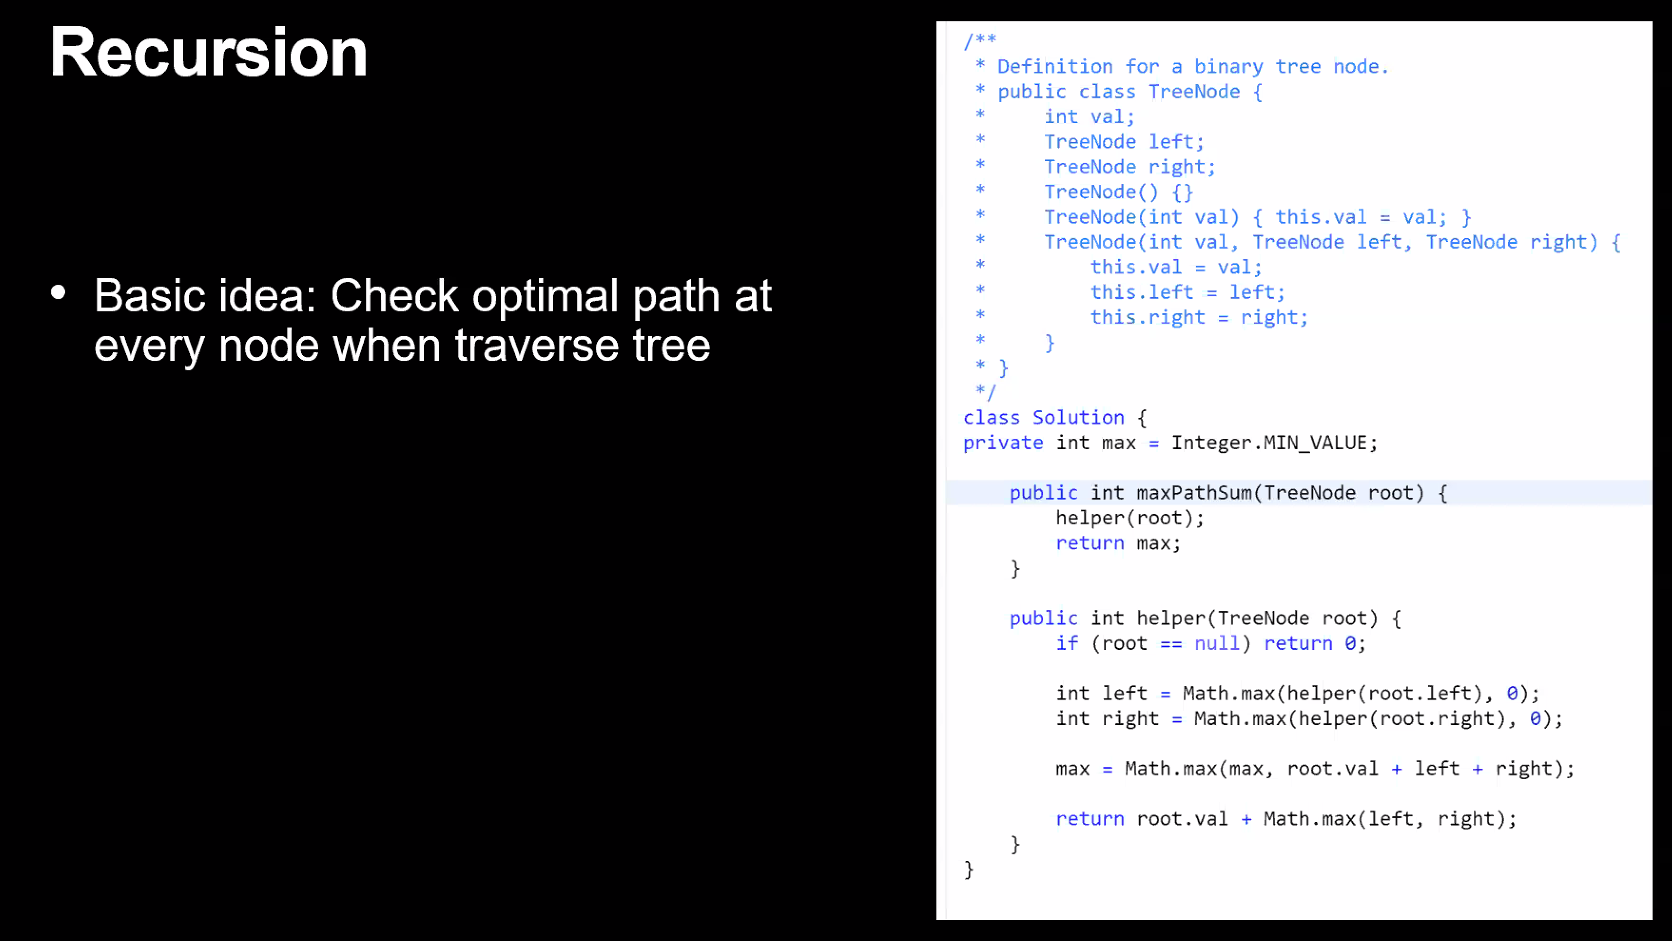 Recursion
• Basic idea: Check optimal path at
every node when traverse tree
/**
 * Definition for a binary tree node.
 * public class TreeNode {
 *     int val;
 *     TreeNode left;
 *     TreeNode right;
 *     TreeNode() {}
 *     TreeNode(int val) { this.val = val; }
 *     TreeNode(int val, TreeNode left, TreeNode right) {
 *         this.val = val;
 *         this.left = left;
 *         this.right = right;
 *     }
 * }
 */
class Solution {
private int max = Integer.MIN_VALUE;
    public int maxPathSum(TreeNode root) {
        helper(root);
        return max;
    }
    public int helper(TreeNode root) {
        if (root == null) return 0;
        int left = Math.max(helper(root.left), 0);
        int right = Math.max(helper(root.right), 0);
        max = Math.max(max, root.val + left + right);
        return root.val + Math.max(left, right);
    }
}